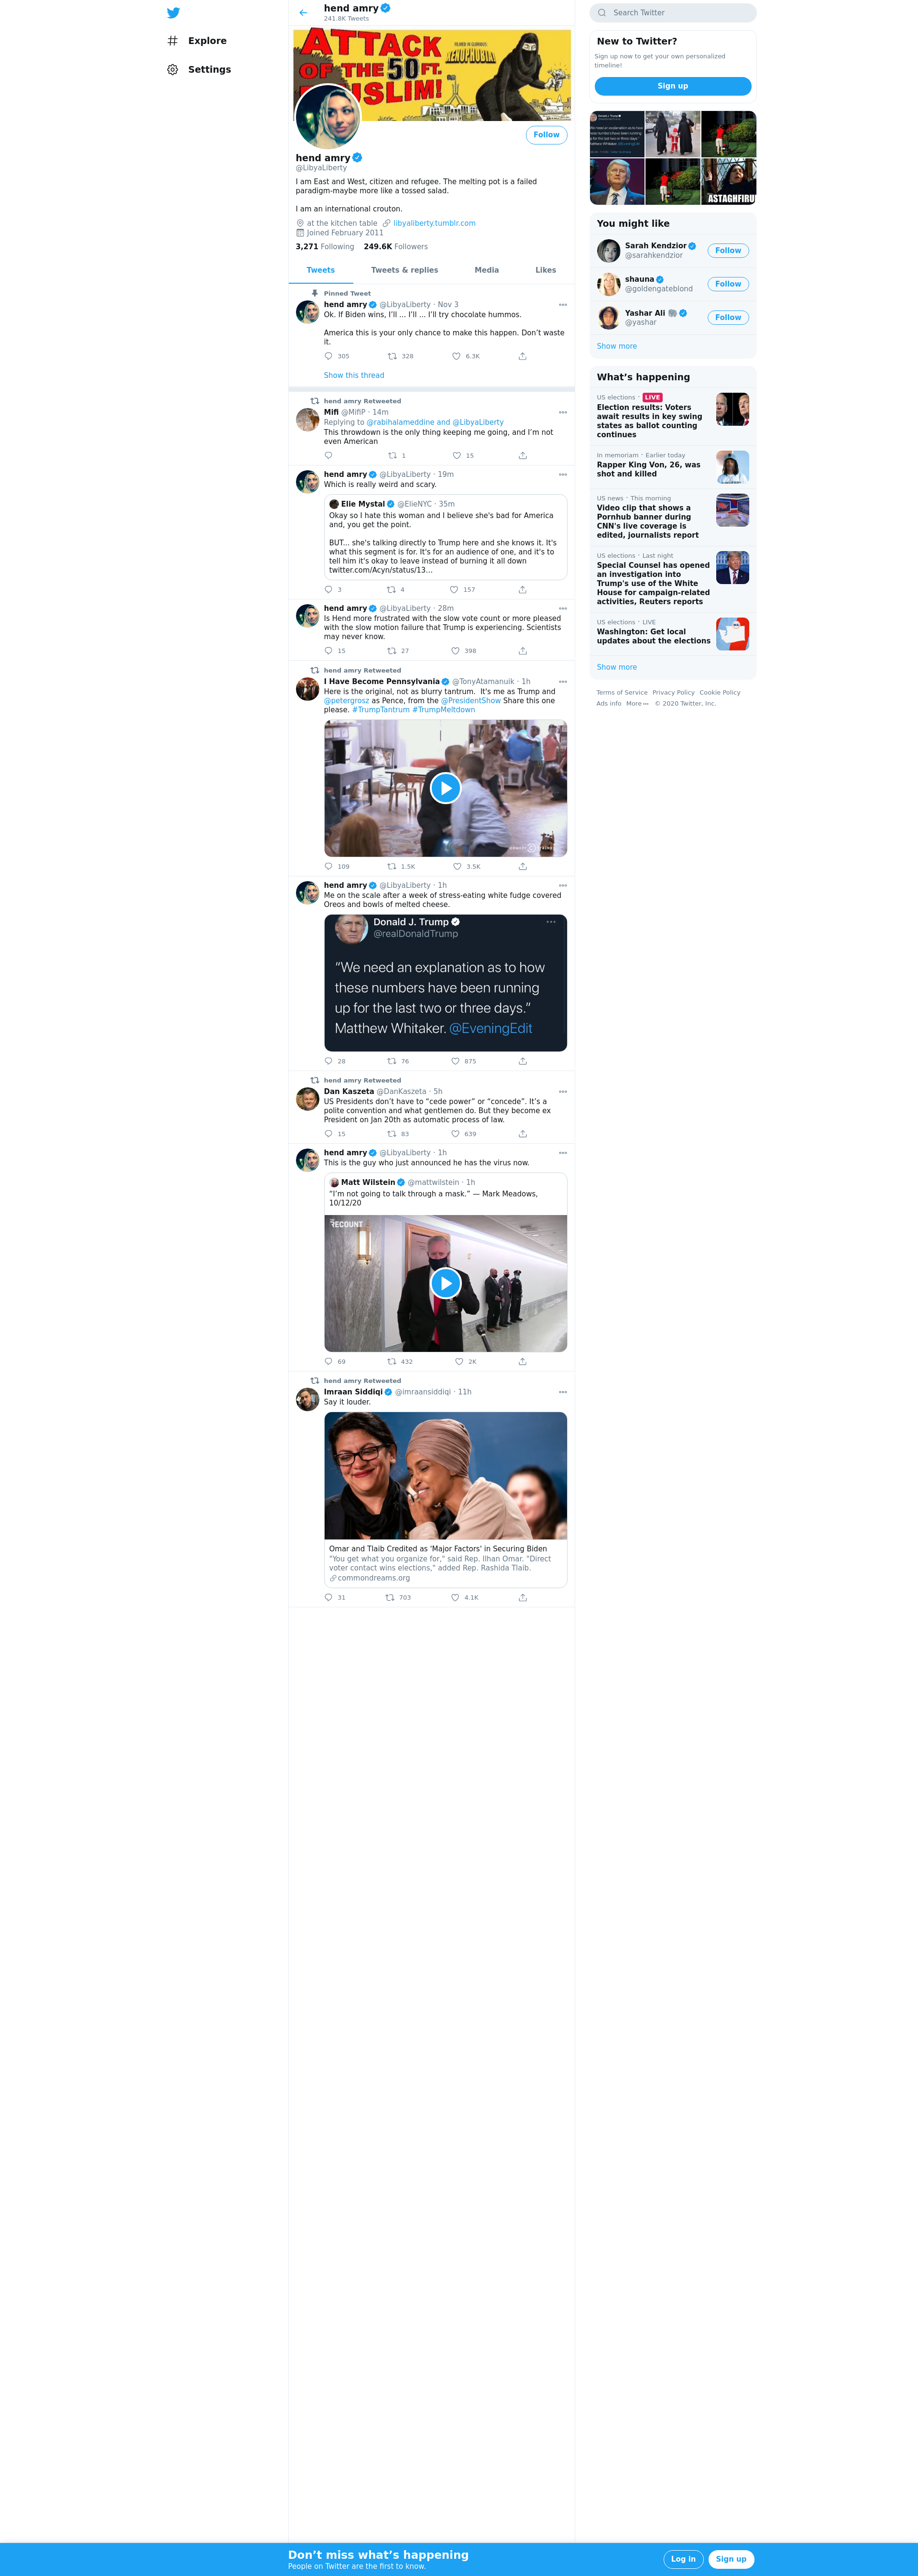 Explore
Settings
hend amry
241.8K Tweets
ATTACK
OF THE 50 FT.
MUSLIM!
FILMED IN GLAMOROUS
XENOPHOBIA
Follow
hend amry
@LibyaLiberty
I am East and West, citizen and refugee. The melting pot is a failed
paradigm-maybe more like a tossed salad.
I am an international crouton.
at the kitchen table libyaliberty.tumblr.com
Joined February 2011
3,271 Following 249.6K Followers
Tweets Tweets & replies Media Likes
Pinned Tweet
hend amry @LibyaLiberty · Nov 3
Ok. If Biden wins, I’ll ... I’ll ... I’ll try chocolate hummos.
America this is your only chance to make this happen. Don’t waste
it.
305 328 6.3K
Show this thread
hend amry Retweeted
Mifi @MifiP · 14m
Replying to @rabihalameddine and @LibyaLiberty
This throwdown is the only thing keeping me going, and I’m not
even American
1 15
hend amry @LibyaLiberty · 19m
Which is really weird and scary.
Elie Mystal @ElieNYC · 35m
Okay so I hate this woman and I believe she's bad for America
and, you get the point.
BUT... she's talking directly to Trump here and she knows it. It's
what this segment is for. It's for an audience of one, and it's to
tell him it's okay to leave instead of burning it all down
twitter.com/Acyn/status/13…
3 4 157
hend amry @LibyaLiberty · 28m
Is Hend more frustrated with the slow vote count or more pleased
with the slow motion failure that Trump is experiencing. Scientists
may never know.
15 27 398
hend amry Retweeted
I Have Become Pennsylvania @TonyAtamanuik · 1h
Here is the original, not as blurry tantrum. It's me as Trump and
@petergrosz as Pence, from the @PresidentShow Share this one
please. #TrumpTantrum #TrumpMeltdown
109 1.5K 3.5K
hend amry @LibyaLiberty · 1h
Me on the scale after a week of stress-eating white fudge covered
Oreos and bowls of melted cheese.
Donald J. Trump
@realDonaldTrump
“We need an explanation as to how
these numbers have been running
up for the last two or three days.”
Matthew Whitaker. @EveningEdit
28 76 875
hend amry Retweeted
Dan Kaszeta @DanKaszeta · 5h
US Presidents don’t have to “cede power” or “concede”. It’s a
polite convention and what gentlemen do. But they become ex
President on Jan 20th as automatic process of law.
15 83 639
hend amry @LibyaLiberty · 1h
This is the guy who just announced he has the virus now.
Matt Wilstein @mattwilstein · 1h
“I’m not going to talk through a mask.” — Mark Meadows,
10/12/20
RECOUNT
69 432 2K
hend amry Retweeted
Imraan Siddiqi @imraansiddiqi · 11h
Say it louder.
Omar and Tlaib Credited as 'Major Factors' in Securing Biden
"You get what you organize for," said Rep. Ilhan Omar. "Direct
voter contact wins elections," added Rep. Rashida Tlaib.
commondreams.org
31 703 4.1K
Search Twitter
New to Twitter?
Sign up now to get your own personalized
timeline!
Sign up
ASTAGHFIRU
You might like
Sarah Kendzior
@sarahkendzior
Follow
shauna
@goldengateblond
Follow
Yashar Ali
@yashar
Follow
Show more
What’s happening
US elections · LIVE
Election results: Voters
await results in key swing
states as ballot counting
continues
In memoriam · Earlier today
Rapper King Von, 26, was
shot and killed
US news · This morning
Video clip that shows a
Pornhub banner during
CNN's live coverage is
edited, journalists report
US elections · Last night
Special Counsel has opened
an investigation into
Trump's use of the White
House for campaign-related
activities, Reuters reports
US elections · LIVE
Washington: Get local
updates about the elections
Show more
Terms of Service Privacy Policy Cookie Policy
Ads info More © 2020 Twitter, Inc.
Don’t miss what’s happening
People on Twitter are the first to know.
Log in
Sign up